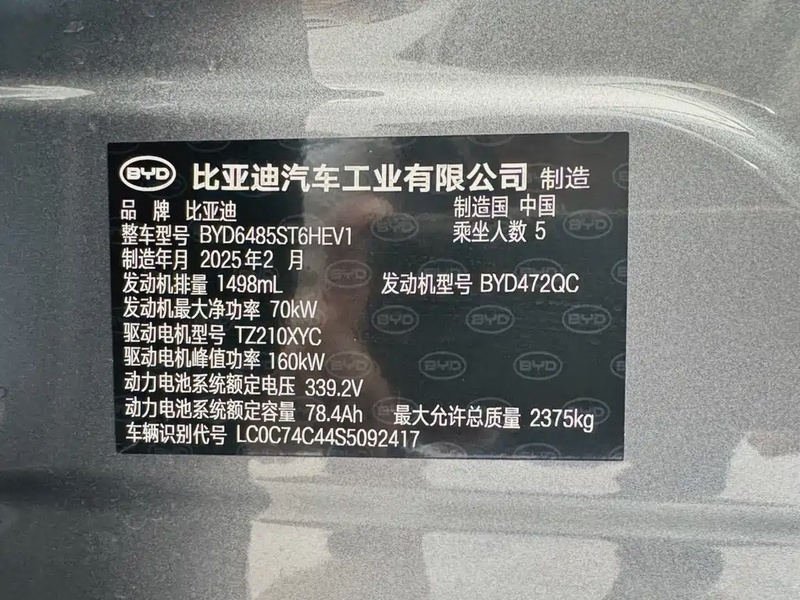 BYD 比亚迪汽车工业有限公司 制造
品 牌 比亚迪 制造国 中国
整车型号 BYD6485ST6HEV1 乘坐人数 5
制造年月 2025年2 月
发动机排量 1498mL 发动机型号 BYD472QC
发动机最大净功率 70kW
驱动电机型号 TZ210XYC
驱动电机峰值功率 160kW
动力电池系统额定电压 339.2V
动力电池系统额定容量 78.4Ah 最大允许总质量 2375kg
车辆识别代号 LC0C74C44S5092417